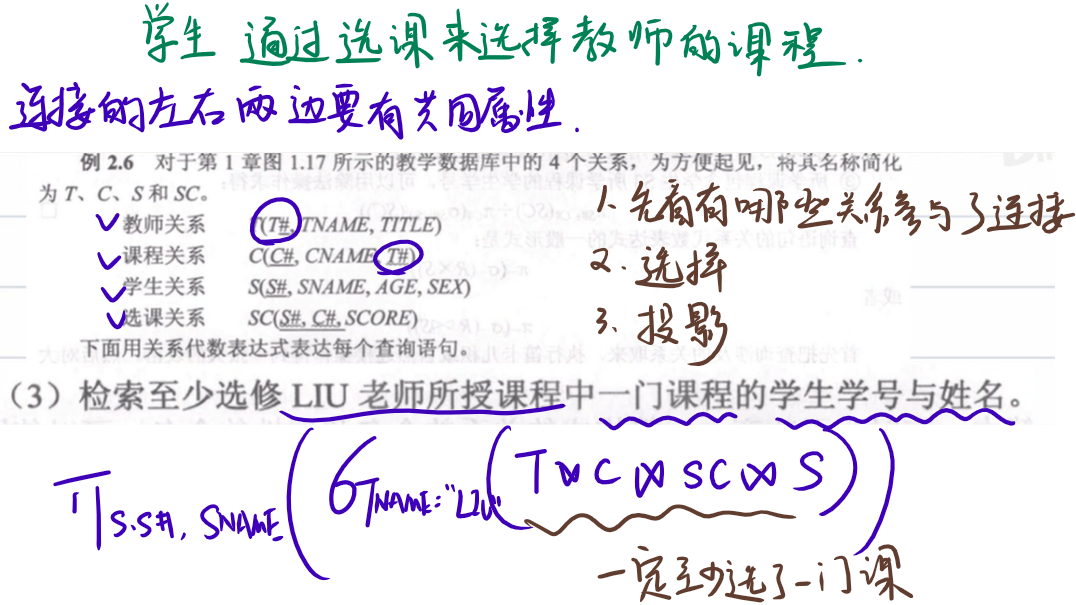 学生 通过选课来选择教师的课程.
连接的左右两边要有共同属性.
例 2.6 对于第 1 章图 1.17 所示的教学数据库中的 4 个关系，为方便起见，将其名称简化
为 T、C、S 和 SC。
教师关系 T(T#, TNAME, TITLE)
课程关系 C(C#, CNAME, T#)
学生关系 S(S#, SNAME, AGE, SEX)
选课关系 SC(S#, C#, SCORE)
下面用关系代数表达式表达每个查询语句。
1. 先看有哪些关系参与了连接
2. 选择
3. 投影
（3）检索至少选修 LIU 老师所授课程中一门课程的学生学号与姓名。
π S.S#, SNAME (σ TNAME="LIU" (T⋈C⋈SC⋈S))
一定至少选了一门课